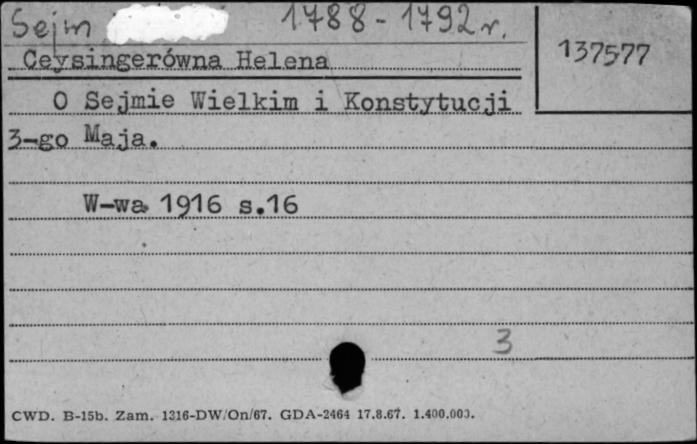 Sejm 1788-1792 r.
137577
Ceysingerówna Helena
O Sejmie Wielkim i Konstytucji
3-go Maja.
W-wa 1916 s.16
3
CWD. B-15b. Zam. 1316-DW/On/67. GDA-2464 17.8.67. 1.400.000.